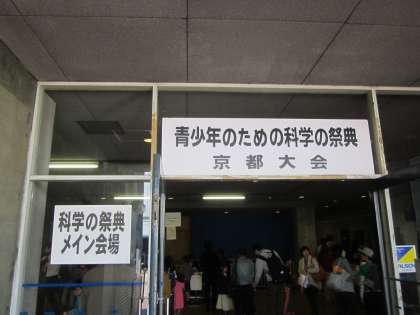 青少年のための科学の祭典
京都大会
科学の祭典
メイン会場